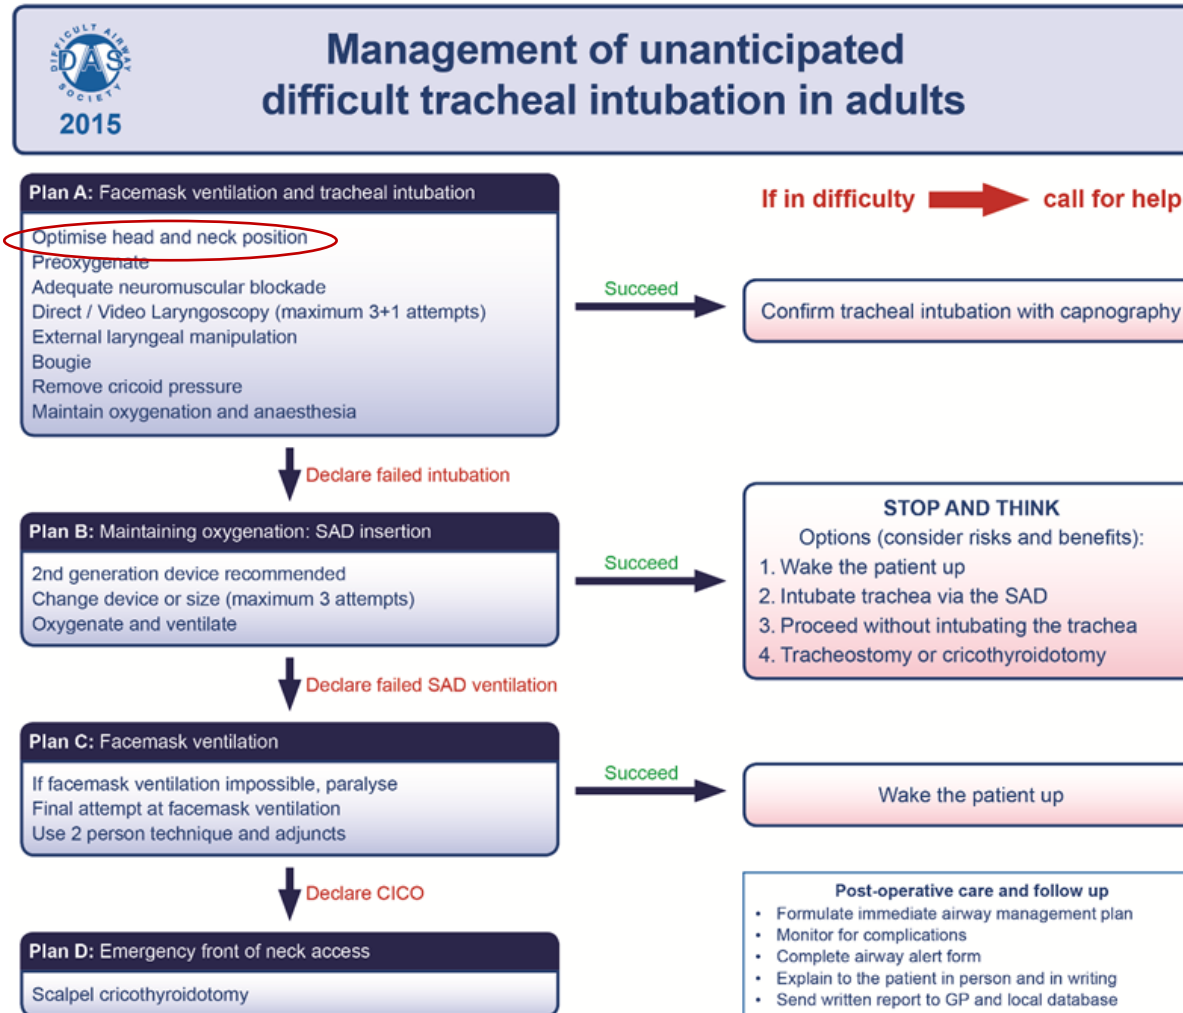 DIFFICULT AIRWAY
DAS
SOCIETY
2015
Management of unanticipated
difficult tracheal intubation in adults
Plan A: Facemask ventilation and tracheal intubation
Optimise head and neck position
Preoxygenate
Adequate neuromuscular blockade
Direct / Video Laryngoscopy (maximum 3+1 attempts)
External laryngeal manipulation
Bougie
Remove cricoid pressure
Maintain oxygenation and anaesthesia
If in difficulty
call for help
Succeed
Confirm tracheal intubation with capnography
Declare failed intubation
Plan B: Maintaining oxygenation: SAD insertion
2nd generation device recommended
Change device or size (maximum 3 attempts)
Oxygenate and ventilate
Succeed
STOP AND THINK
Options (consider risks and benefits):
1. Wake the patient up
2. Intubate trachea via the SAD
3. Proceed without intubating the trachea
4. Tracheostomy or cricothyroidotomy
Declare failed SAD ventilation
Plan C: Facemask ventilation
If facemask ventilation impossible, paralyse
Final attempt at facemask ventilation
Use 2 person technique and adjuncts
Succeed
Wake the patient up
Declare CICO
Plan D: Emergency front of neck access
Scalpel cricothyroidotomy
Post-operative care and follow up
• Formulate immediate airway management plan
• Monitor for complications
• Complete airway alert form
• Explain to the patient in person and in writing
• Send written report to GP and local database